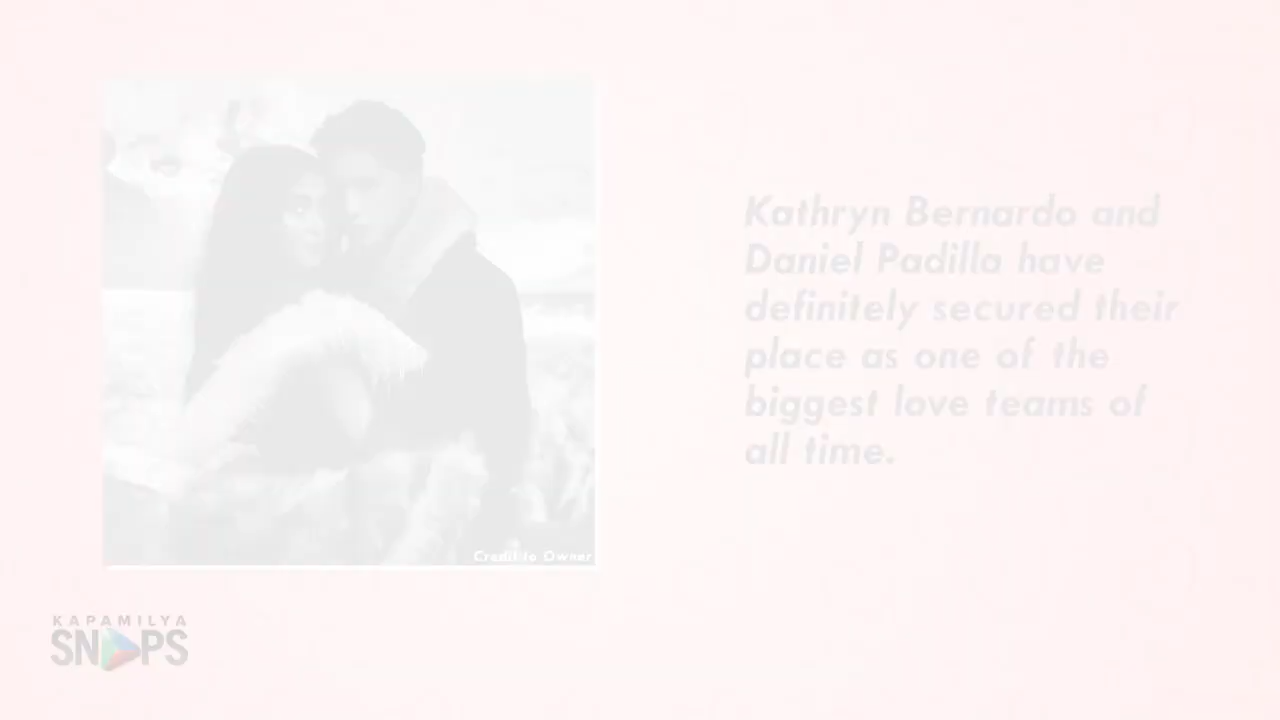 Kathryn Bernardo and
Daniel Padilla have
definitely secured their
place as one of the
biggest love teams of
all time.
Credit to Owner
KAPAMILYA
SNAPS